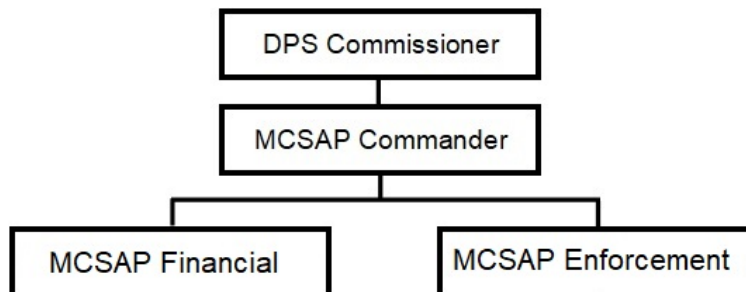 DPS Commissioner
MCSAP Commander
MCSAP Financial
MCSAP Enforcement